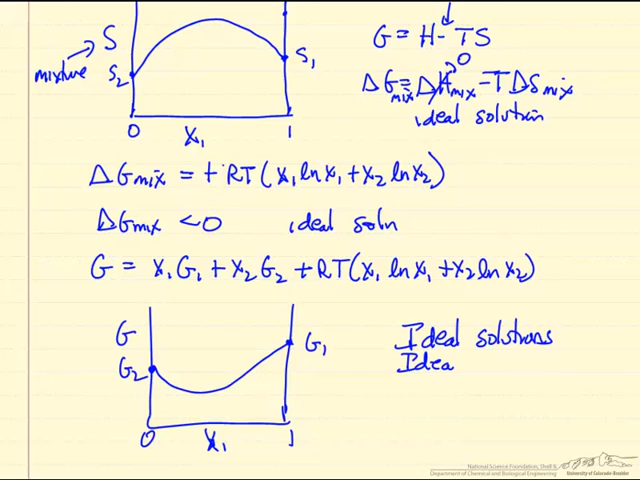 G = H - TS
mixture S
S2
S1
0
ΔGmix = ΔHmix - TΔSmix
ideal solution
0 X1 1
ΔGmix = + RT(x1 ln x1 + x2 ln x2)
ΔGmix < 0 ideal soln
G = x1G1 + x2G2 + RT(x1 ln x1 + x2 ln x2)
G
G2
G1
Ideal solutions
Idea
0 X1 1
National Science Foundation, Shell &
Department of Chemical and Biological Engineering
University of Colorado Boulder